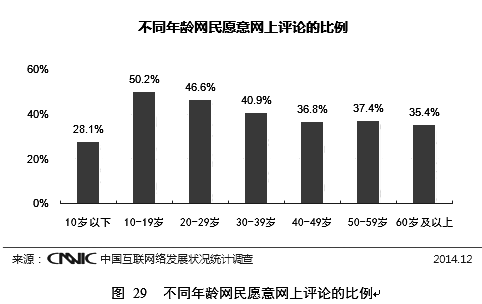 不同年龄网民愿意网上评论的比例
60%
40%
20%
0%
28.1%
50.2%
46.6%
40.9%
36.8%
37.4%
35.4%
10岁以下 10-19岁 20-29岁 30-39岁 40-49岁 50-59岁 60岁及以上
来源： CNNIC 中国互联网络发展状况统计调查 2014.12
图 29 不同年龄网民愿意网上评论的比例